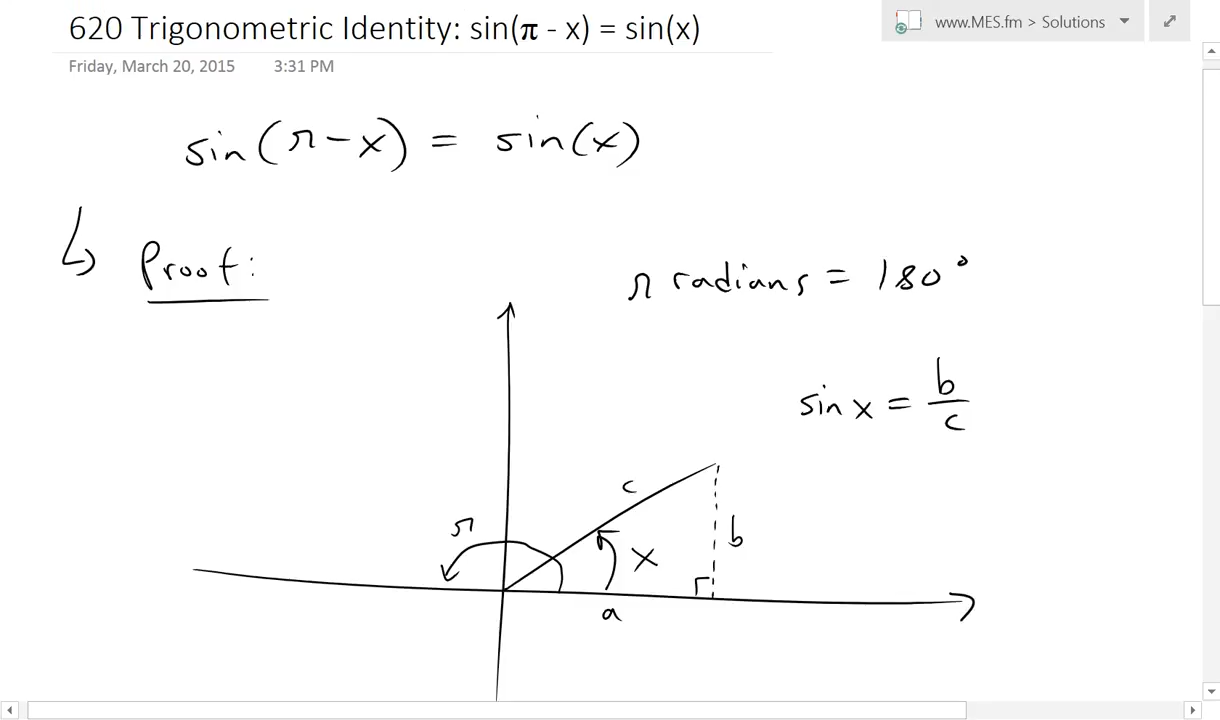 620 Trigonometric Identity: sin(π - x) = sin(x)
www.MES.fm > Solutions
Friday, March 20, 2015 3:31 PM
sin(π-x) = sin(x)
Proof:
π radians = 180°
sin x = b/c
c
π
x
b
a